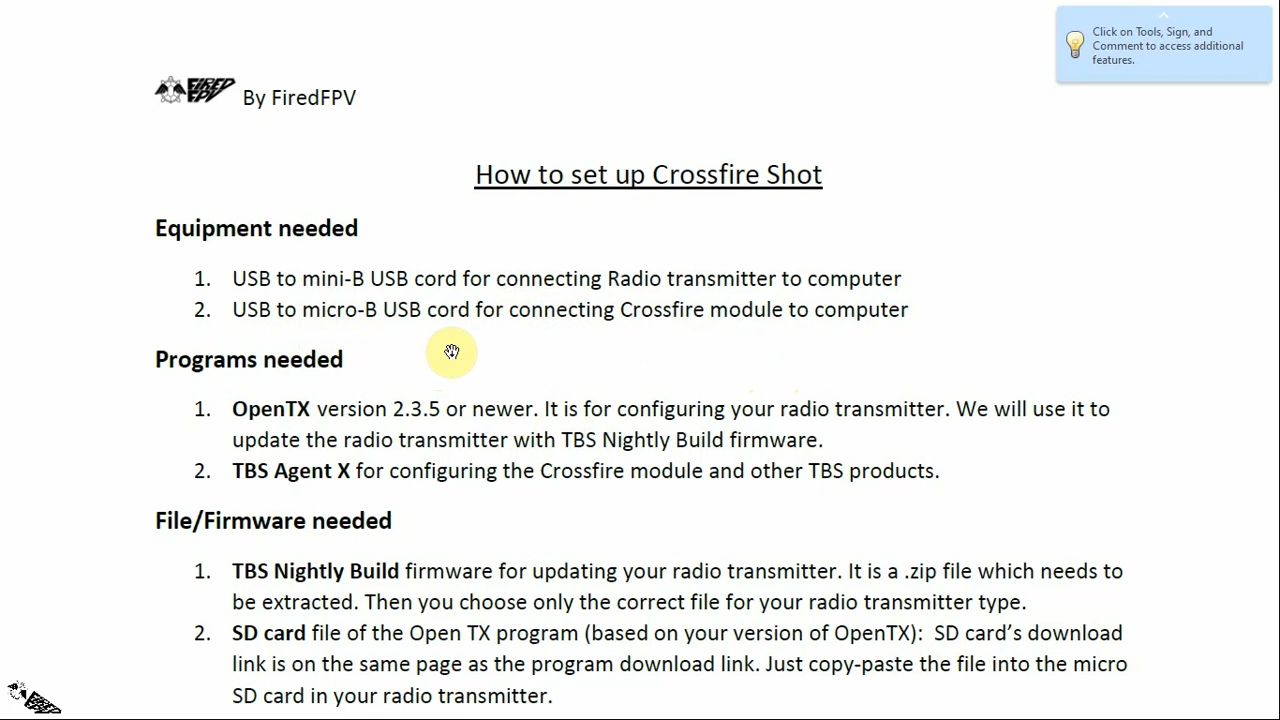 Click on Tools, Sign, and
Comment to access additional
features.
FIRED
FPV
By FiredFPV
How to set up Crossfire Shot
Equipment needed
1. USB to mini-B USB cord for connecting Radio transmitter to computer
2. USB to micro-B USB cord for connecting Crossfire module to computer
Programs needed
1. OpenTX version 2.3.5 or newer. It is for configuring your radio transmitter. We will use it to
update the radio transmitter with TBS Nightly Build firmware.
2. TBS Agent X for configuring the Crossfire module and other TBS products.
File/Firmware needed
1. TBS Nightly Build firmware for updating your radio transmitter. It is a .zip file which needs to
be extracted. Then you choose only the correct file for your radio transmitter type.
2. SD card file of the Open TX program (based on your version of OpenTX):  SD card’s download
link is on the same page as the program download link. Just copy-paste the file into the micro
SD card in your radio transmitter.
FIRED
FPV